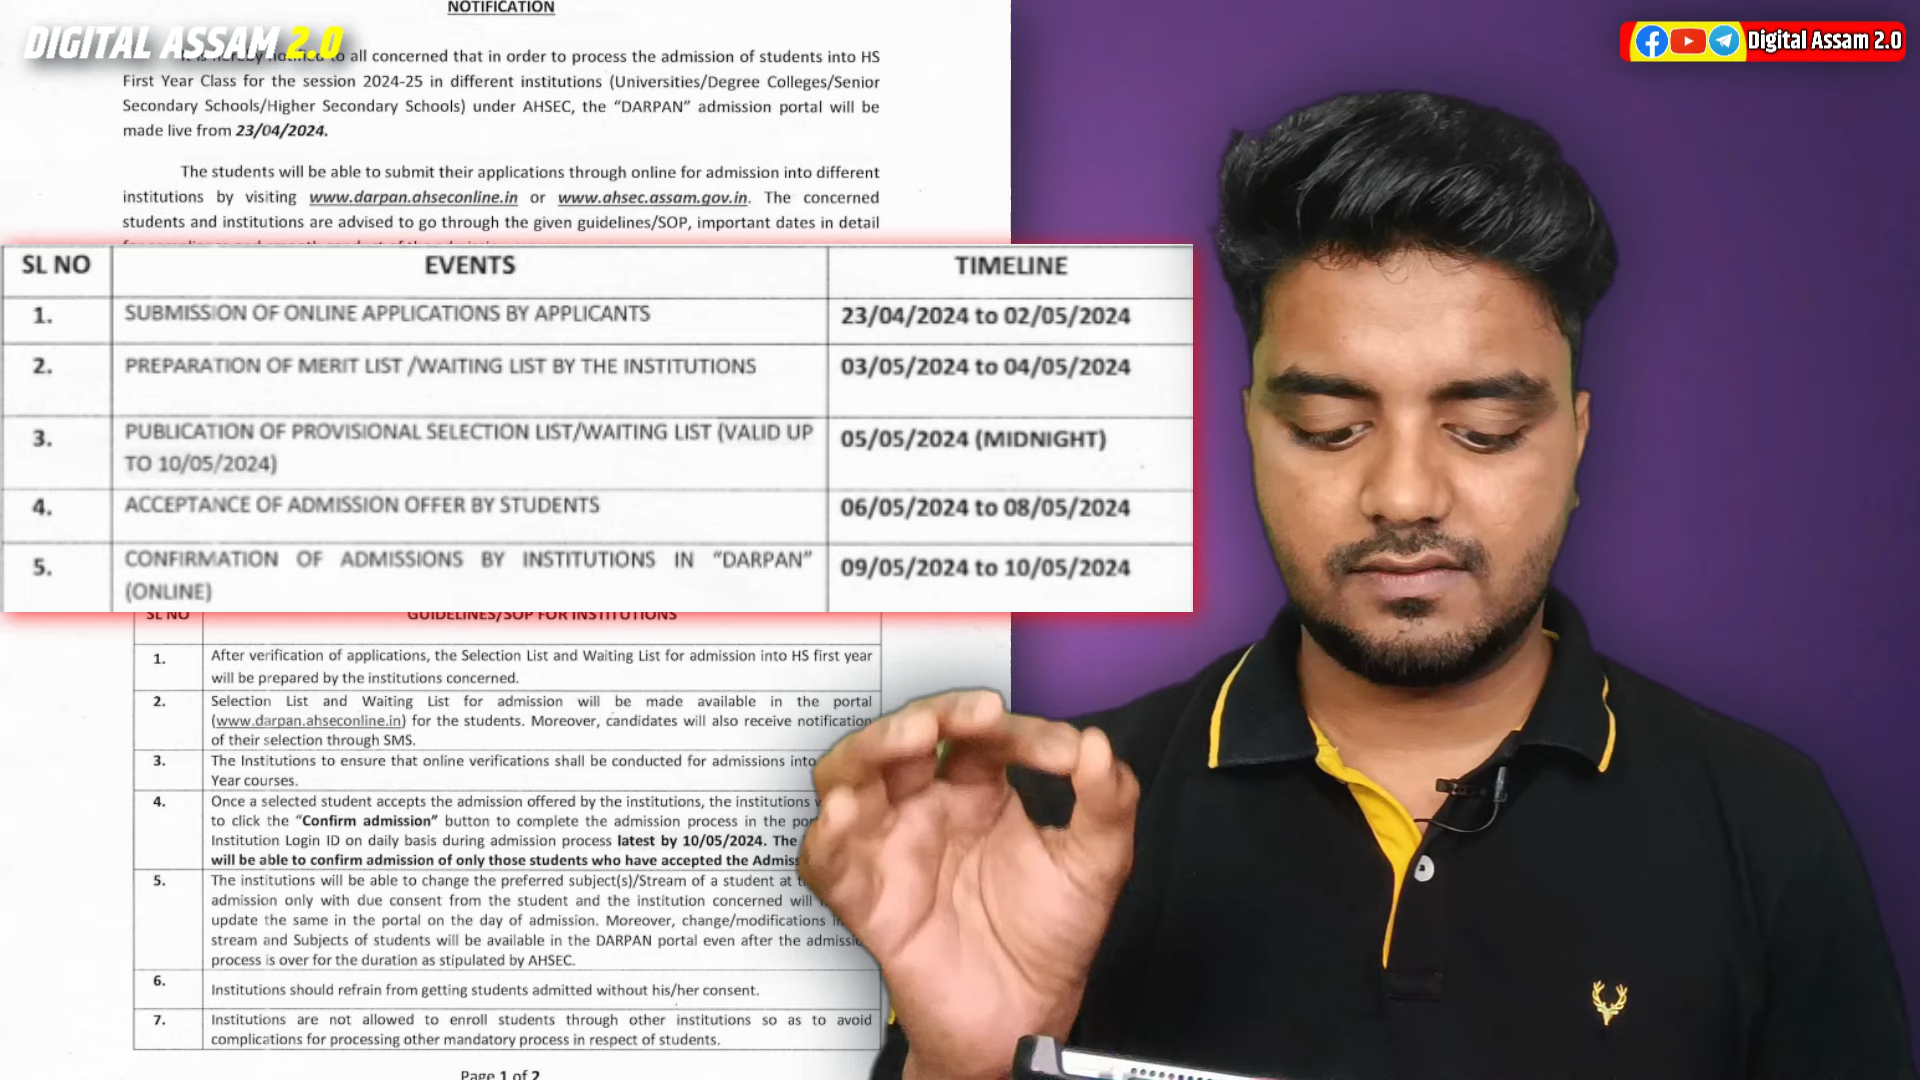 NOTIFICATION
DIGITAL ASSAM 2.0
Digital Assam 2.0
to all concerned that in order to process the admission of students into HS
First Year Class for the session 2024-25 in different institutions (Universities/Degree Colleges/Senior
Secondary Schools/Higher Secondary Schools) under AHSEC, the “DARPAN” admission portal will be
made live from 23/04/2024.
The students will be able to submit their applications through online for admission into different
institutions by visiting www.darpan.ahseconline.in or www.ahsec.assam.gov.in. The concerned
students and institutions are advised to go through the given guidelines/SOP, important dates in detail
SL NO EVENTS TIMELINE
1. SUBMISSION OF ONLINE APPLICATIONS BY APPLICANTS 23/04/2024 to 02/05/2024
2. PREPARATION OF MERIT LIST /WAITING LIST BY THE INSTITUTIONS 03/05/2024 to 04/05/2024
3. PUBLICATION OF PROVISIONAL SELECTION LIST/WAITING LIST (VALID UP
TO 10/05/2024) 05/05/2024 (MIDNIGHT)
4. ACCEPTANCE OF ADMISSION OFFER BY STUDENTS 06/05/2024 to 08/05/2024
5. CONFIRMATION OF ADMISSIONS BY INSTITUTIONS IN “DARPAN”
(ONLINE) 09/05/2024 to 10/05/2024
SL NO GUIDELINES/SOP FOR INSTITUTIONS
1. After verification of applications, the Selection List and Waiting List for admission into HS first year
will be prepared by the institutions concerned.
2. Selection List and Waiting List for admission will be made available in the portal
(www.darpan.ahseconline.in) for the students. Moreover, candidates will also receive notification
of their selection through SMS.
3. The Institutions to ensure that online verifications shall be conducted for admissions into
Year courses.
4. Once a selected student accepts the admission offered by the institutions, the institutions
to click the “Confirm admission” button to complete the admission process in the
Institution Login ID on daily basis during admission process latest by 10/05/2024. The
will be able to confirm admission of only those students who have accepted the
5. The institutions will be able to change the preferred subject(s)/Stream of a student at
admission only with due consent from the student and the institution concerned will
update the same in the portal on the day of admission. Moreover, change/modifications
stream and Subjects of students will be available in the DARPAN portal even after the
process is over for the duration as stipulated by AHSEC.
6. Institutions should refrain from getting students admitted without his/her consent.
7. Institutions are not allowed to enroll students through other institutions so as to avoid
complications for processing other mandatory process in respect of students.
Page 1 of 2